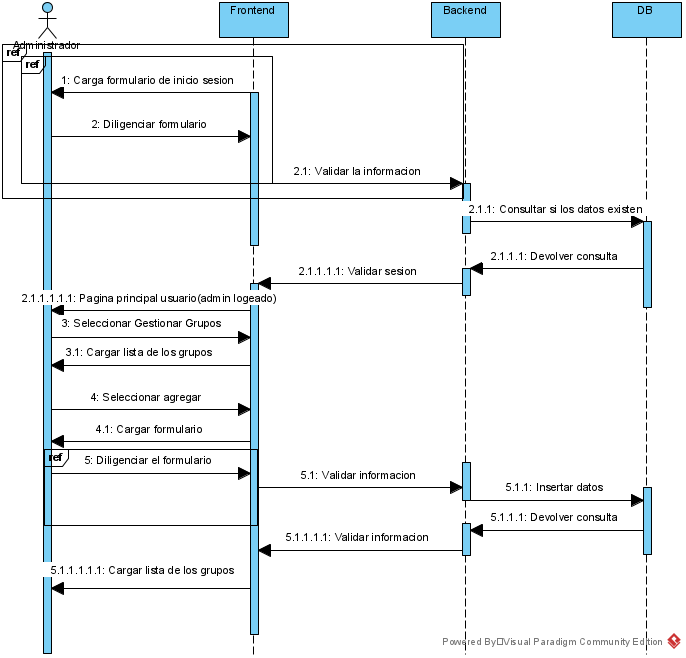 Frontend
Backend
DB
Administrador
ref
ref
1: Carga formulario de inicio sesion
2: Diligenciar formulario
2.1: Validar la informacion
2.1.1: Consultar si los datos existen
2.1.1.1: Devolver consulta
2.1.1.1.1: Validar sesion
2.1.1.1.1.1: Pagina principal usuario(admin logeado)
3: Seleccionar Gestionar Grupos
3.1: Cargar lista de los grupos
4: Seleccionar agregar
4.1: Cargar formulario
ref
5: Diligenciar el formulario
5.1: Validar informacion
5.1.1: Insertar datos
5.1.1.1: Devolver consulta
5.1.1.1.1: Validar informacion
5.1.1.1.1.1: Cargar lista de los grupos
Powered By Visual Paradigm Community Edition